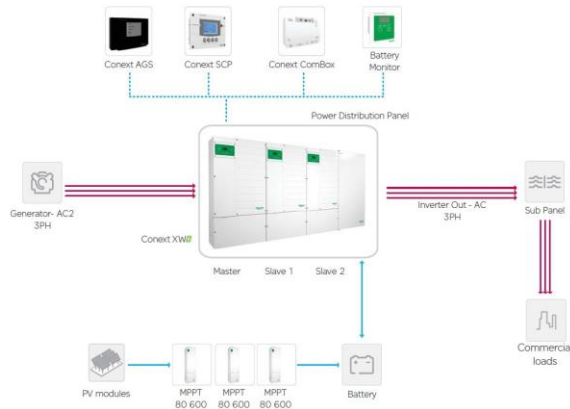 Conext AGS
Conext SCP
Conext ComBox
Battery
Monitor
Power Distribution Panel
Generator- AC2
3PH
Inverter Out - AC
3PH
Sub Panel
Conext XW
Master
Slave 1
Slave 2
Commercia
loads
PV modules
MPPT
80 600
MPPT
80 600
MPPT
80 600
Battery